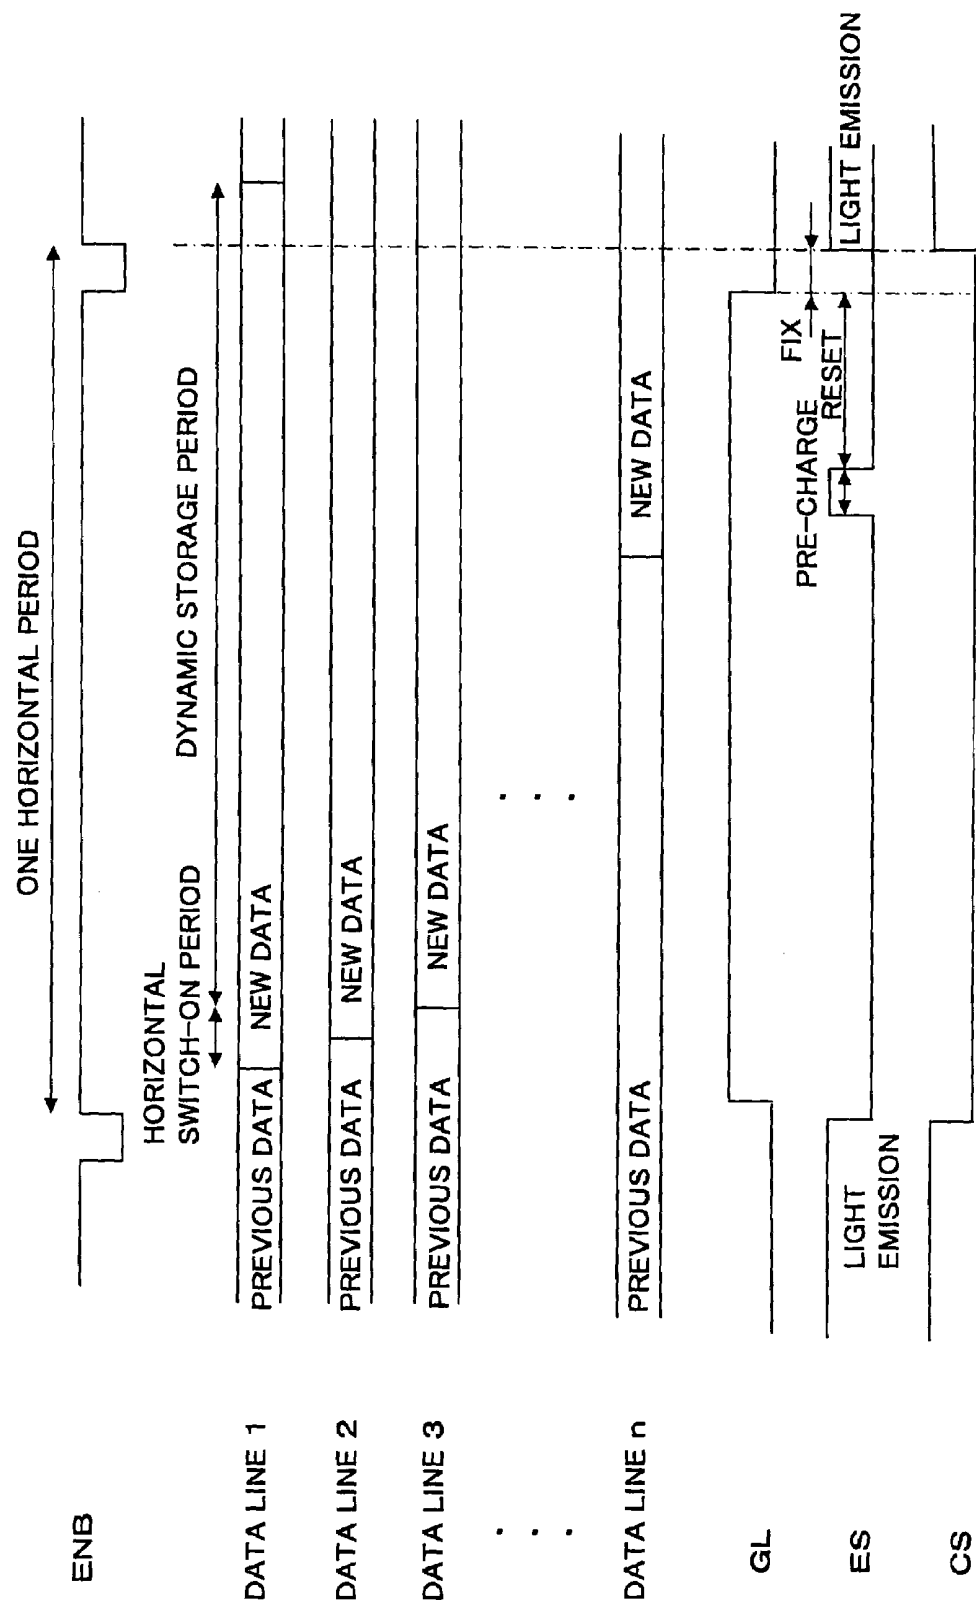 ONE HORIZONTAL PERIOD
ENB
HORIZONTAL
SWITCH-ON PERIOD
DYNAMIC STORAGE PERIOD
DATA LINE 1
PREVIOUS DATA
NEW DATA
DATA LINE 2
PREVIOUS DATA
NEW DATA
DATA LINE 3
PREVIOUS DATA
NEW DATA
. . .
. . .
DATA LINE n
PREVIOUS DATA
NEW DATA
GL
PRE-CHARGE
FIX
RESET
ES
LIGHT
EMISSION
LIGHT EMISSION
CS